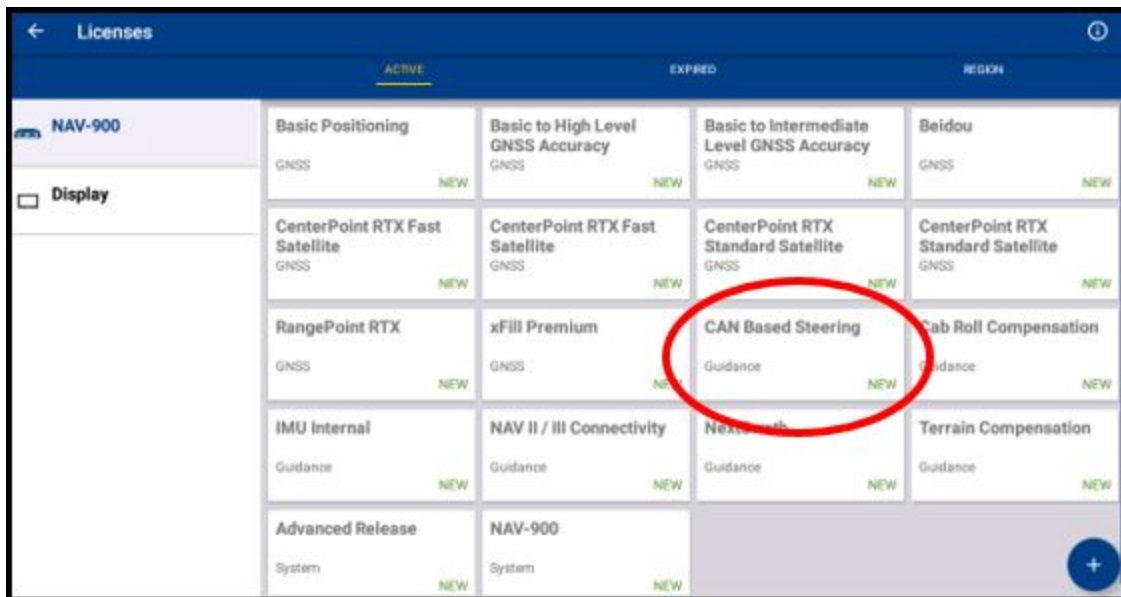 Licenses
ACTIVE
EXPIRED
REGION
NAV-900
Display
Basic Positioning
GNSS
NEW
Basic to High Level
GNSS Accuracy
GNSS
NEW
Basic to Intermediate
Level GNSS Accuracy
GNSS
NEW
Beidou
GNSS
NEW
CenterPoint RTX Fast
Satellite
GNSS
NEW
CenterPoint RTX Fast
Satellite
GNSS
NEW
CenterPoint RTX
Standard Satellite
GNSS
NEW
CenterPoint RTX
Standard Satellite
GNSS
NEW
RangePoint RTX
GNSS
NEW
xFill Premium
GNSS
NEW
CAN Based Steering
Guidance
NEW
Cab Roll Compensation
Guidance
NEW
IMU Internal
Guidance
NEW
NAV II / III Connectivity
Guidance
NEW
Guidance
NEW
Terrain Compensation
Guidance
NEW
Advanced Release
System
NEW
NAV-900
System
NEW